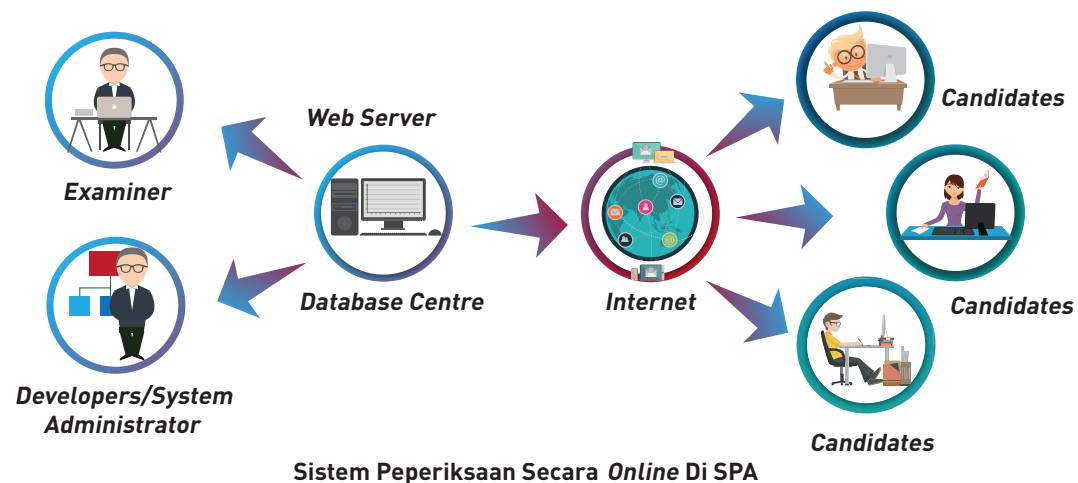 Web Server
Examiner
Database Centre
Developers/System
Administrator
Internet
Candidates
Candidates
Candidates
Sistem Peperiksaan Secara Online Di SPA